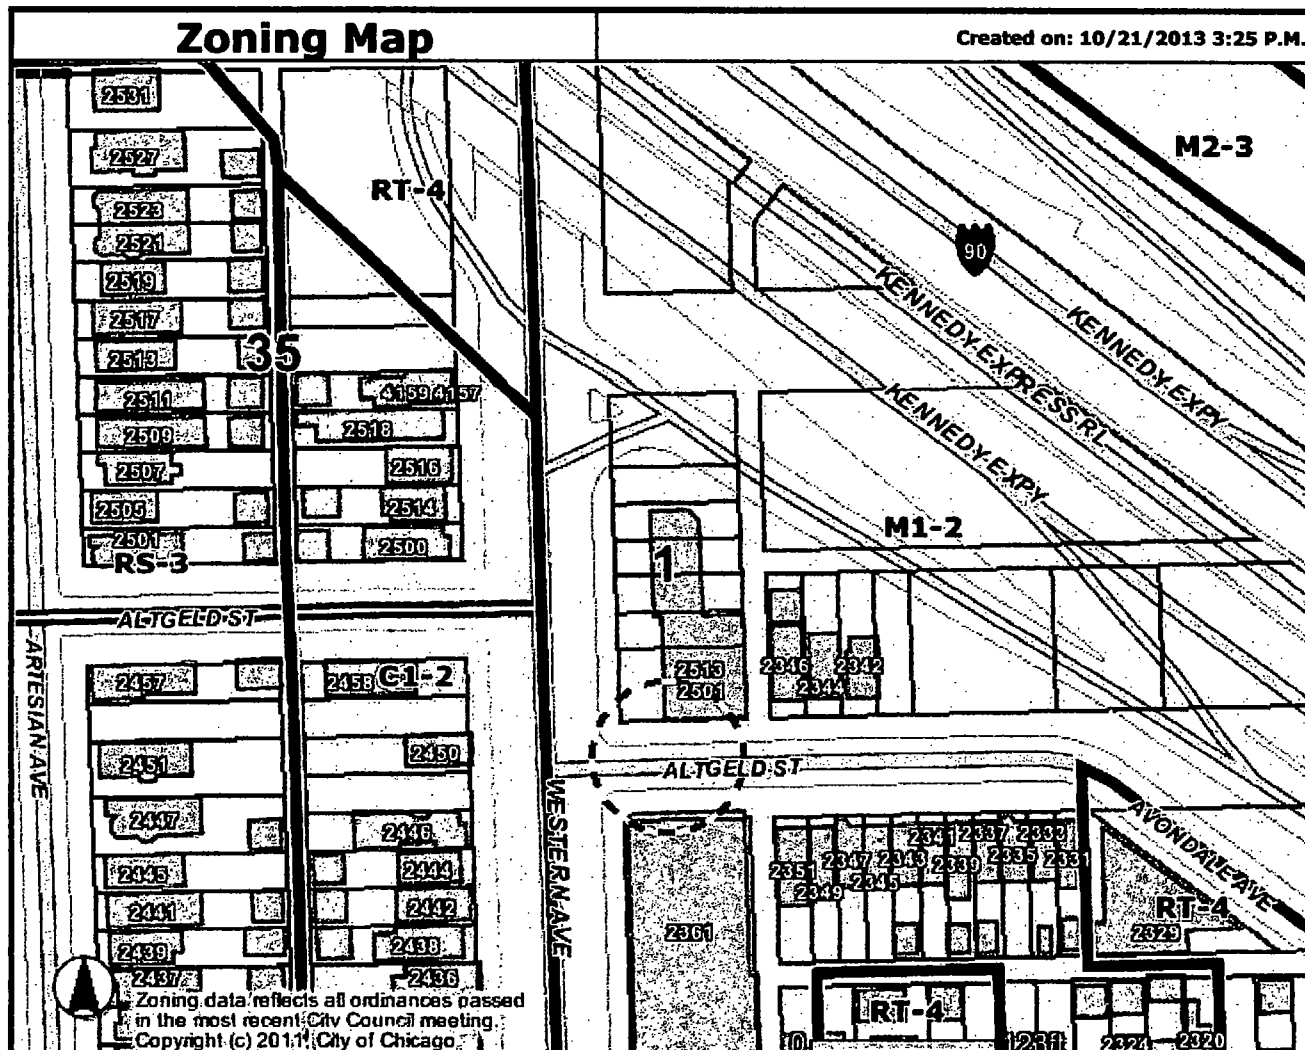 Zoning Map
Created on: 10/21/2013 3:25 P.M.
2531
M2-3
2527
RT-4
2523
2521
90
2519
KENNEDY EXPRESS RL
KENNEDY EXPY
2517
35
2513
2511
4159 4157
KENNEDY EXPY
2509
2518
2507
2516
2505
2514
M1-2
2501
2500
RS-3
1
ALTGELD ST
ARTESIAN AVE
2457
2458
C1-2
2513
2501
2346
2344
2342
2451
2450
ALTGELD ST
WESTERN AVE
2447
2446
AVONDALE AVE
2341
2337
2333
2351
2347
2343
2339
2335
2331
2349
2345
2445
2444
2441
2442
RT-4
2361
2329
2439
2438
2437
2436
RT-4
Zoning data reflects all ordinances passed
in the most recent City Council meeting.
Copyright (c) 2011, City of Chicago
2324
2320